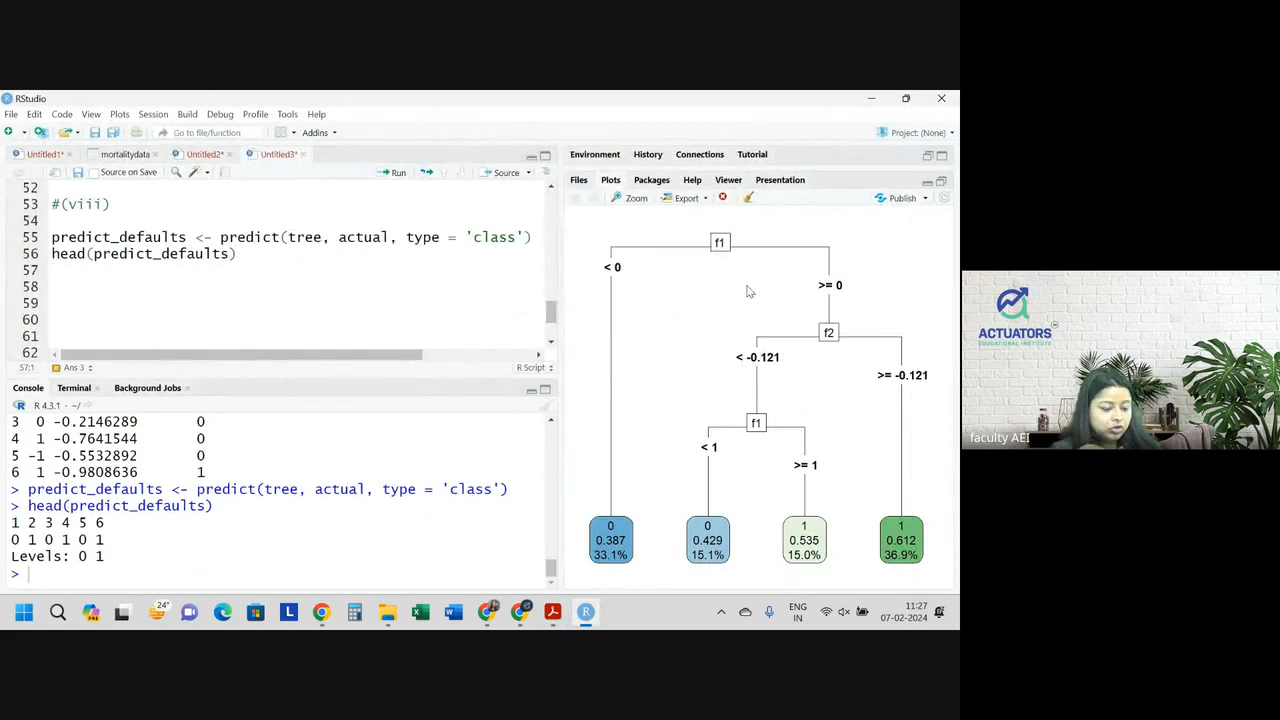 RStudio
File Edit Code View Plots Session Build Debug Profile Tools Help
Go to file/function Addins Project: (None)
Untitled1* mortalitydata Untitled2* Untitled3*
Source on Save Run Source
52
53 #(viii)
54
55 predict_defaults <- predict(tree, actual, type = 'class')
56 head(predict_defaults)
57
58
59
60
61
62
57:1 Ans 3 R Script
Console Terminal Background Jobs
R 4.3.1 · ~/
3 0 -0.2146289 0
4 1 -0.7641544 0
5 -1 -0.5532892 0
6 1 -0.9808636 1
> predict_defaults <- predict(tree, actual, type = 'class')
> head(predict_defaults)
1 2 3 4 5 6
0 1 0 1 0 1
Levels: 0 1
>
Environment History Connections Tutorial
Files Plots Packages Help Viewer Presentation
Zoom Export Publish
f1
< 0
>= 0
f2
< -0.121
>= -0.121
f1
< 1
>= 1
0 0 1 1
0.387 0.429 0.535 0.612
33.1% 15.1% 15.0% 36.9%
24°
PRE
L
ENG
IN
11:27
07-02-2024
ACTUATORS
EDUCATIONAL INSTITUTE
faculty AEI